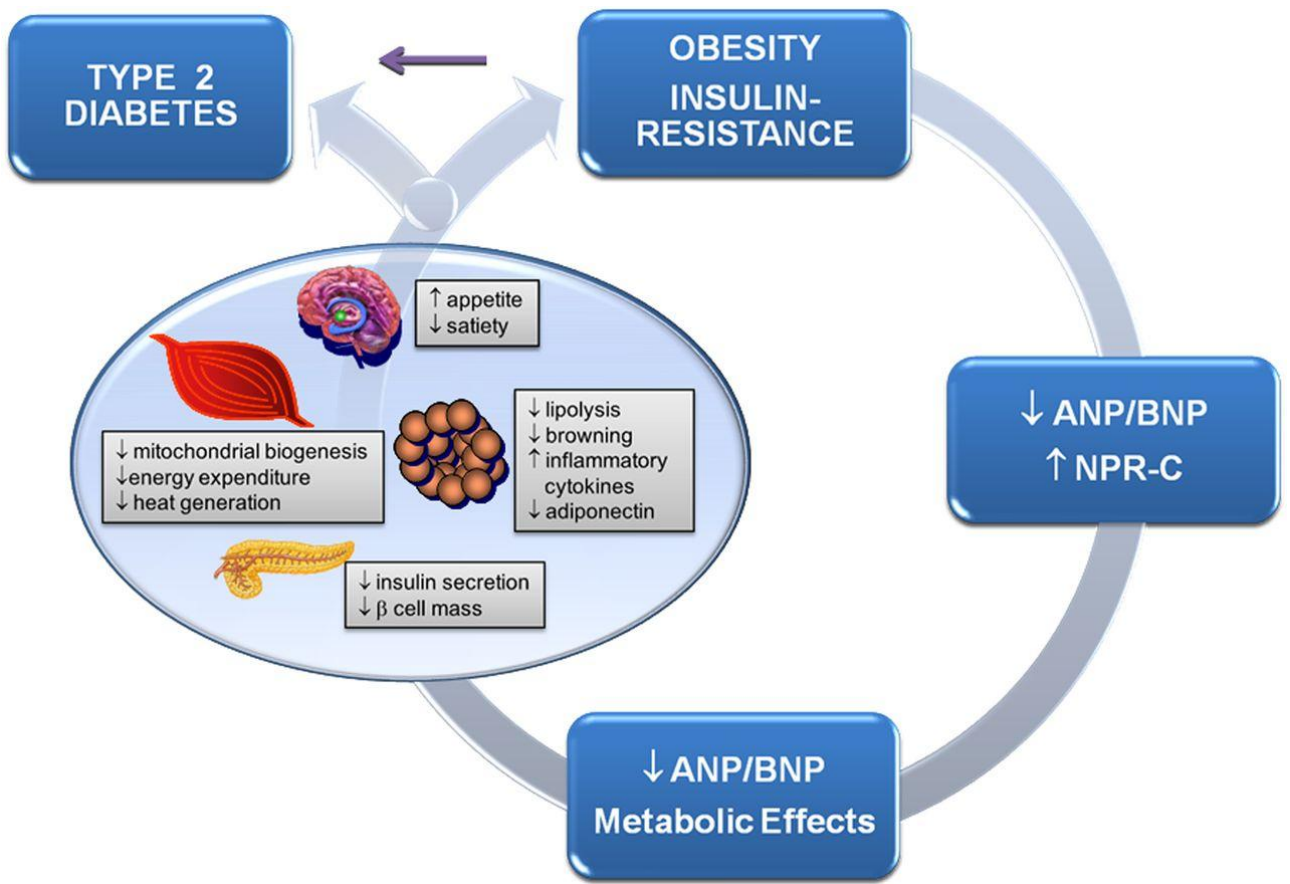 TYPE 2
DIABETES
OBESITY
INSULIN-
RESISTANCE
↑ appetite
↓ satiety
↓ mitochondrial biogenesis
↓energy expenditure
↓ heat generation
↓ lipolysis
↓ browning
↑ inflammatory
cytokines
↓ adiponectin
↓ insulin secretion
↓ β cell mass
↓ ANP/BNP
↑ NPR-C
↓ ANP/BNP
Metabolic Effects